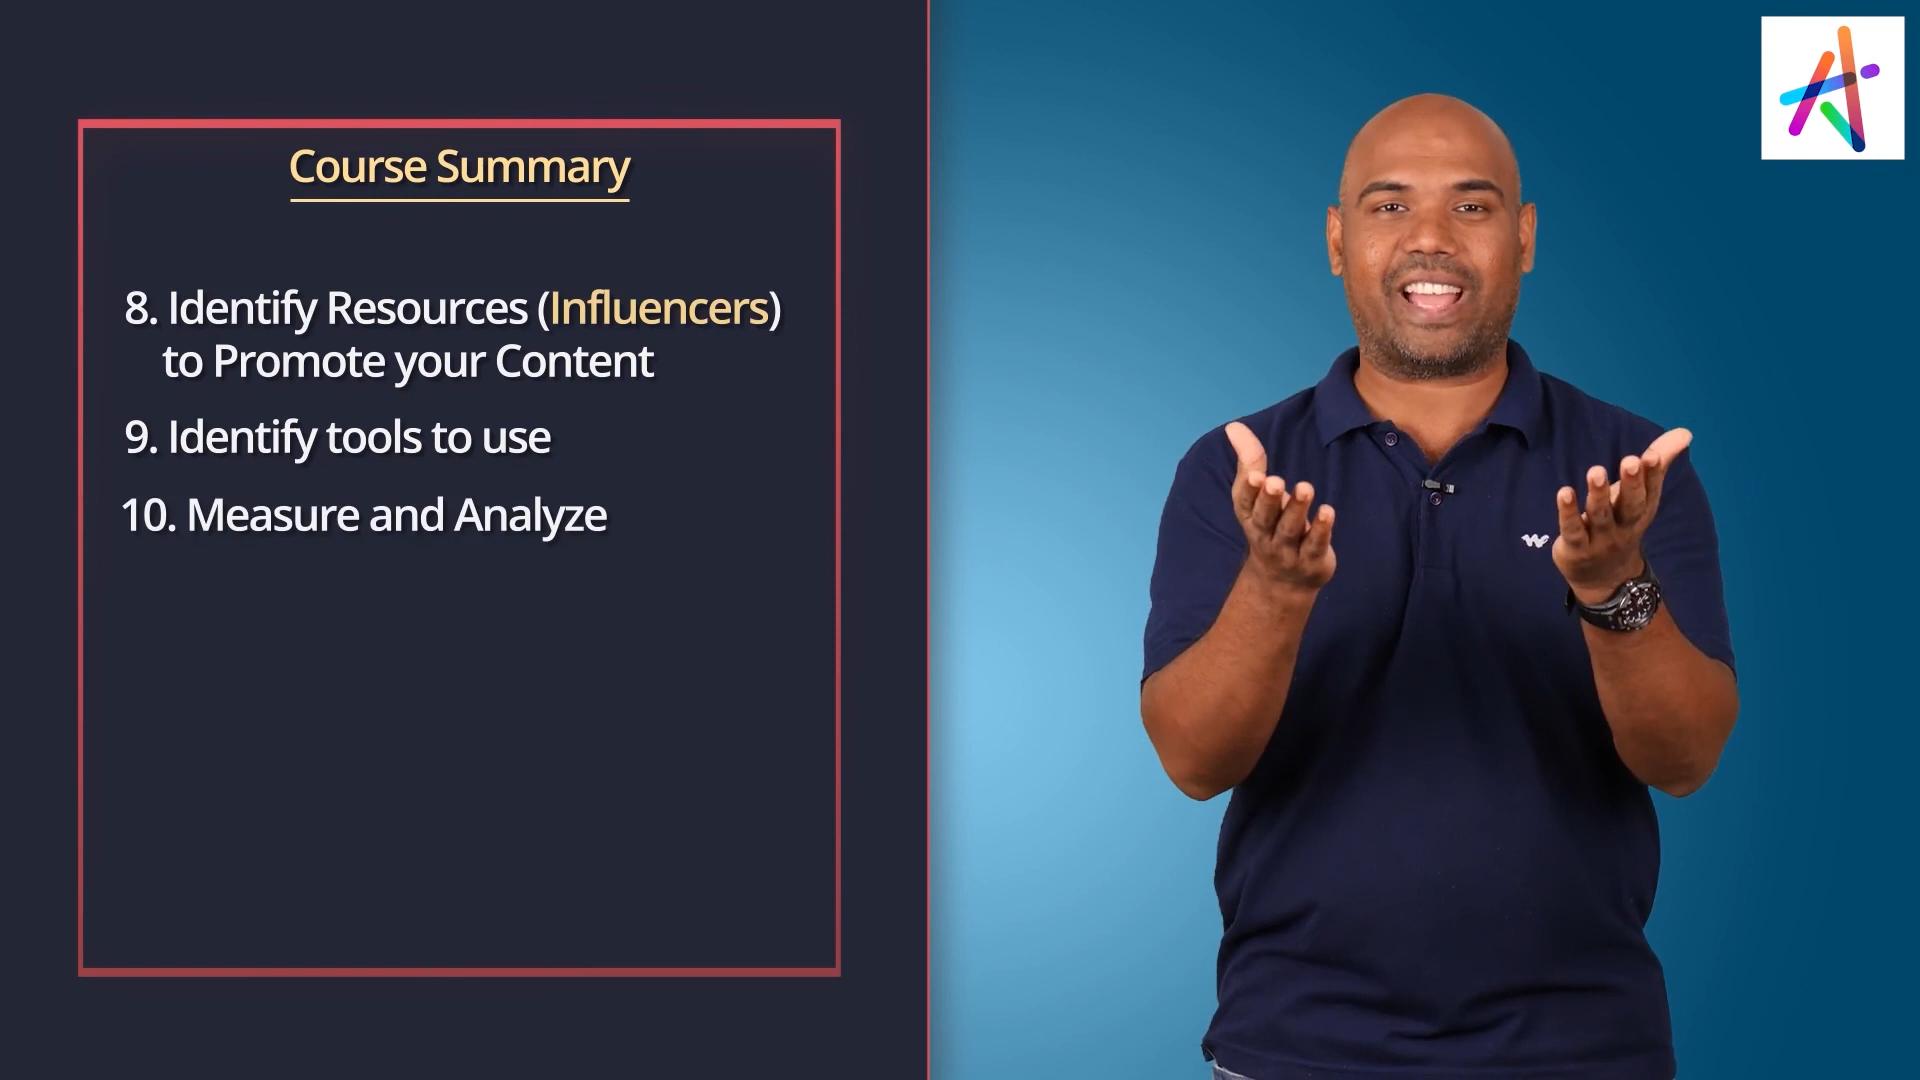 Course Summary
8. Identify Resources (Influencers)
to Promote your Content
9. Identify tools to use
10. Measure and Analyze